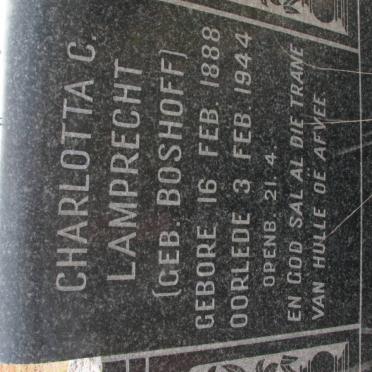 CHARLOTTA C.
LAMPRECHT
(GEB. BOSHOFF)
GEBORE 16 FEB. 1888
OORLEDE 3 FEB. 1944
OPENB. 21.4.
EN GOD SAL AL DIE TRANE
VAN HULLE OE AFVEE